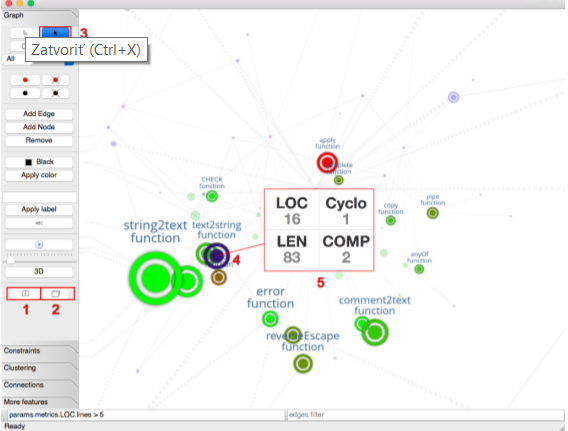 Graph
3
Zatvoriť (Ctrl+X)
All
Add Edge
Add Node
Remove
Black
Apply color
Apply label
3D
1
2
Constraints
Clustering
Connections
More features
apply
function
function
CHECK
function
copy
function
pipe
function
LOC
16
Cyclo
1
LEN
83
COMP
2
string2text
function
text2string
function
4
anyOf
function
5
error
function
comment2text
function
reverseEscape
function
params.metrics.LOC.lines > 5
edges filter
Ready